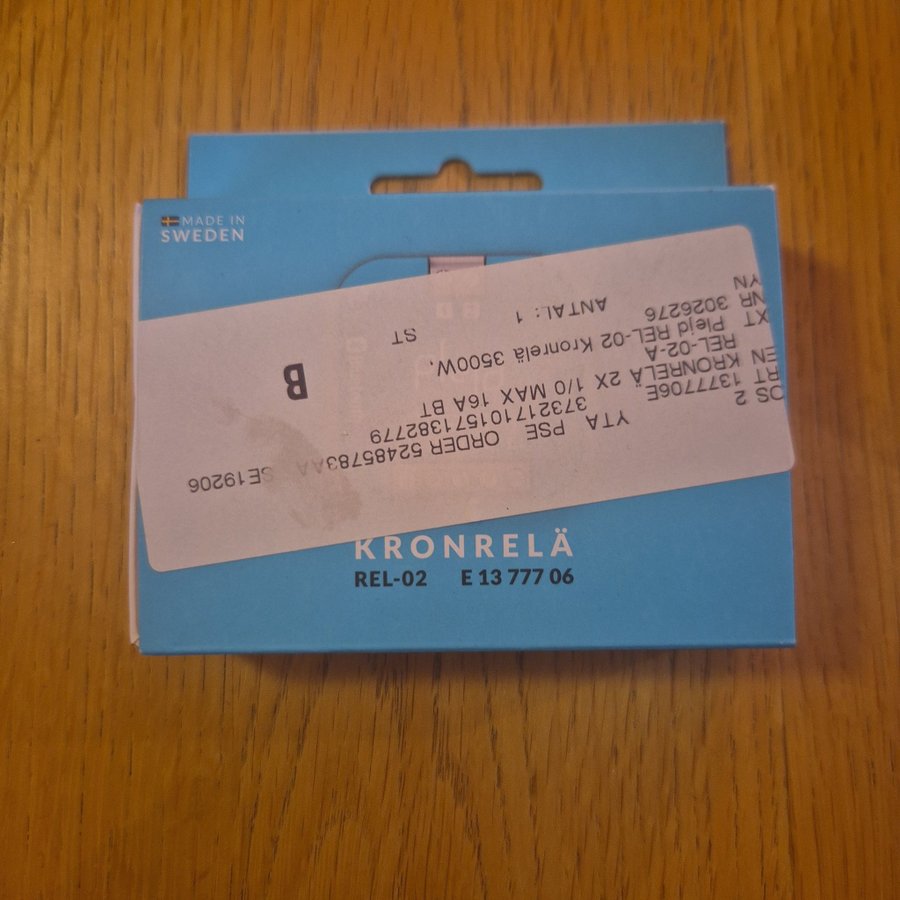 MADE IN
SWEDEN
YTA PSE ORDER 52485783AA SE19206
OS 2 373217101571382779
RT 1377706E
EN KRONRELÄ 2X 1/0 MAX 16A BT
REL-02-A
XT Plejd REL-02 Kronrelä 3500W,
NR 3026276
YN ANTAL: 1 ST
B
KRONRELÄ
REL-02 E 13 777 06